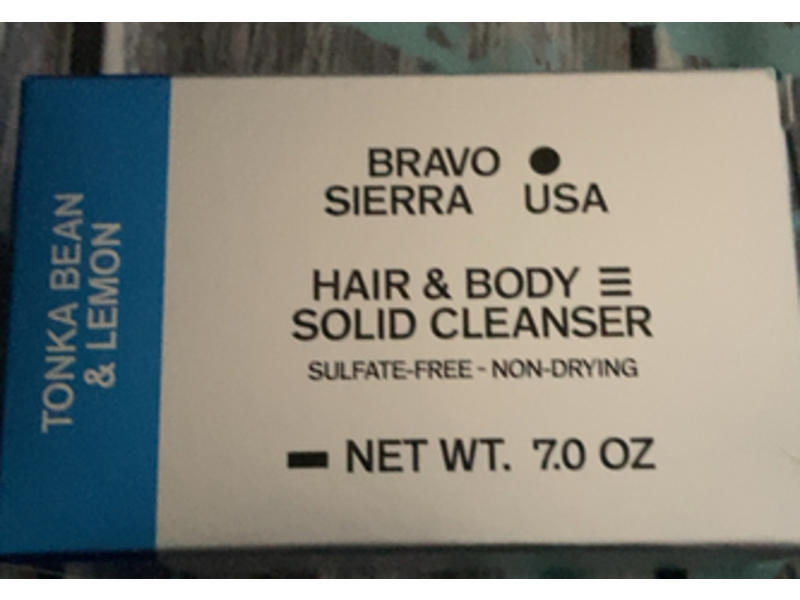 TONKA BEAN
& LEMON
BRAVO
SIERRA USA
HAIR & BODY
SOLID CLEANSER
SULFATE-FREE - NON-DRYING
NET WT. 7.0 OZ